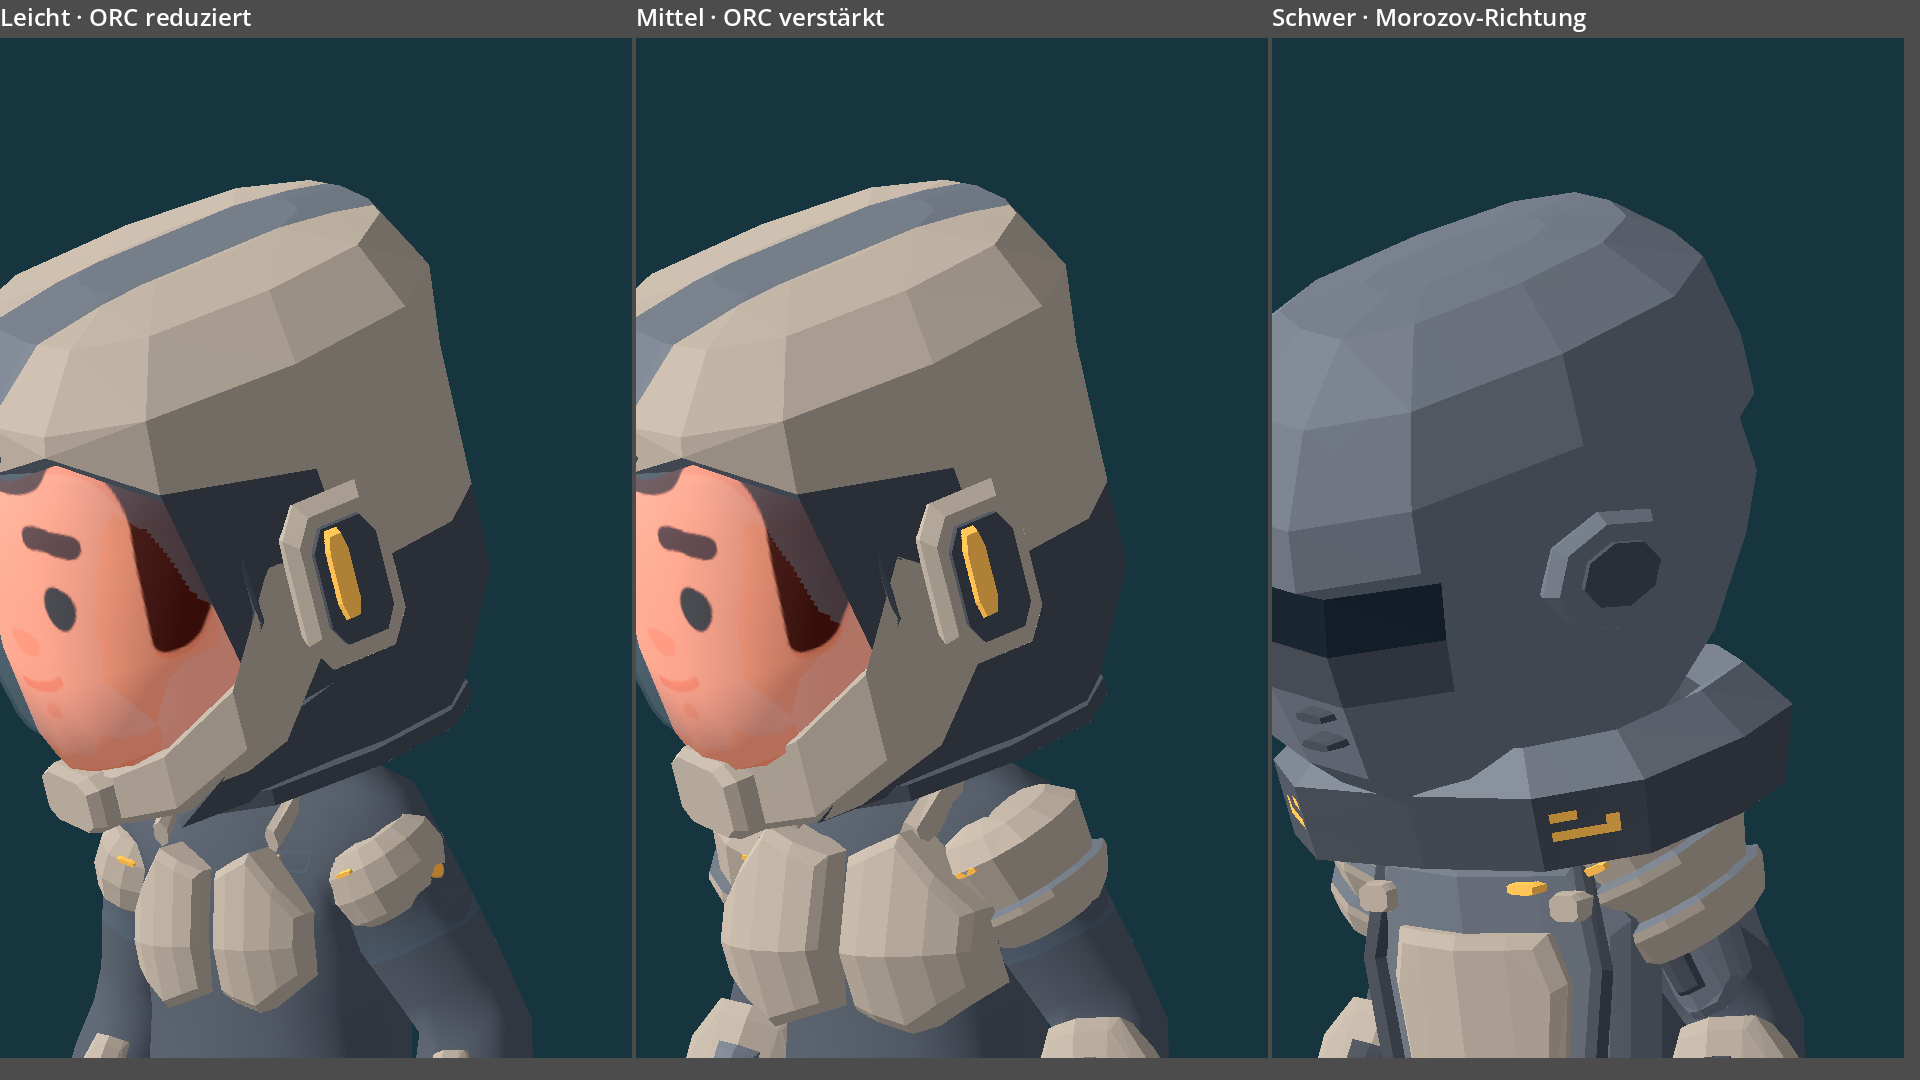 Leicht · ORC reduziert
Mittel · ORC verstärkt
Schwer · Morozov-Richtung